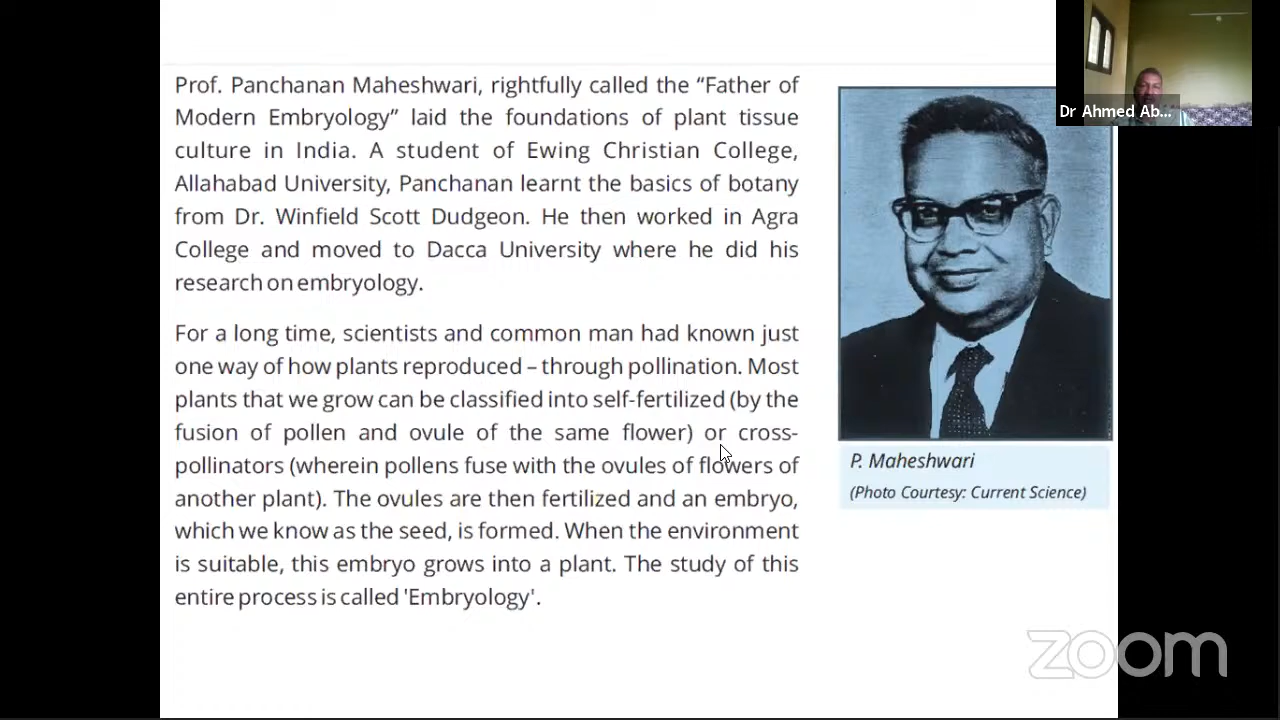 Prof. Panchanan Maheshwari, rightfully called the “Father of
Modern Embryology” laid the foundations of plant tissue
culture in India. A student of Ewing Christian College,
Allahabad University, Panchanan learnt the basics of botany
from Dr. Winfield Scott Dudgeon. He then worked in Agra
College and moved to Dacca University where he did his
research on embryology.
For a long time, scientists and common man had known just
one way of how plants reproduced – through pollination. Most
plants that we grow can be classified into self-fertilized (by the
fusion of pollen and ovule of the same flower) or cross-
pollinators (wherein pollens fuse with the ovules of flowers of
another plant). The ovules are then fertilized and an embryo,
which we know as the seed, is formed. When the environment
is suitable, this embryo grows into a plant. The study of this
entire process is called 'Embryology'.
P. Maheshwari
(Photo Courtesy: Current Science)
Dr Ahmed Ab...
zoom